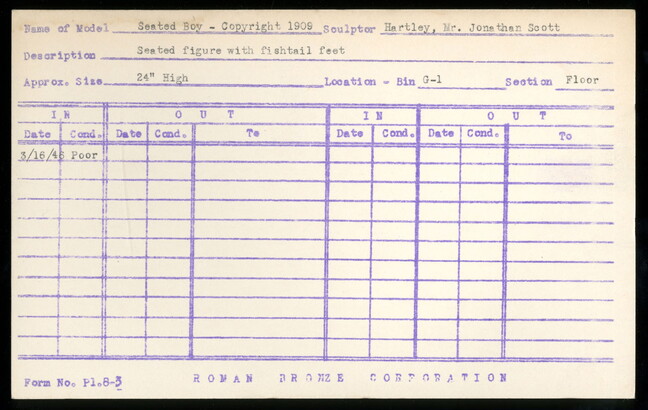 Name of Model Seated Boy - Copyright 1909 Sculptor Hartley, Mr. Jonathan Scott
Description Seated figure with fishtail feet
Approx. Size 24" High Location - Bin G-1 Section Floor
IN OUT IN OUT
Date Cond. Date Cond. To Date Cond. Date Cond. To
3/16/46 Poor
Form No. Pl.8-3 ROMAN BRONZE CORPORATION